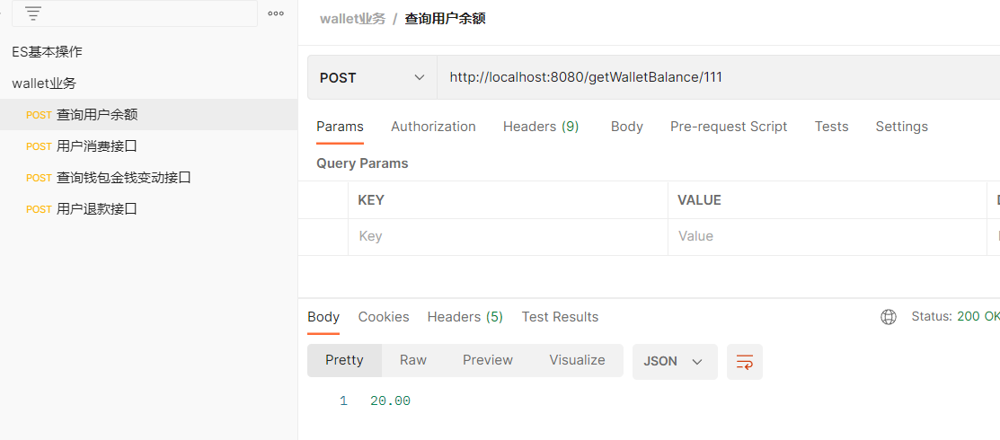 ES基本操作
wallet业务
POST 查询用户余额
POST 用户消费接口
POST 查询钱包金钱变动接口
POST 用户退款接口
wallet业务 / 查询用户余额
POST http://localhost:8080/getWalletBalance/111
Params Authorization Headers (9) Body Pre-request Script Tests Settings
Query Params
KEY VALUE
Key Value
Body Cookies Headers (5) Test Results Status: 200 OK
Pretty Raw Preview Visualize JSON
1 20.00